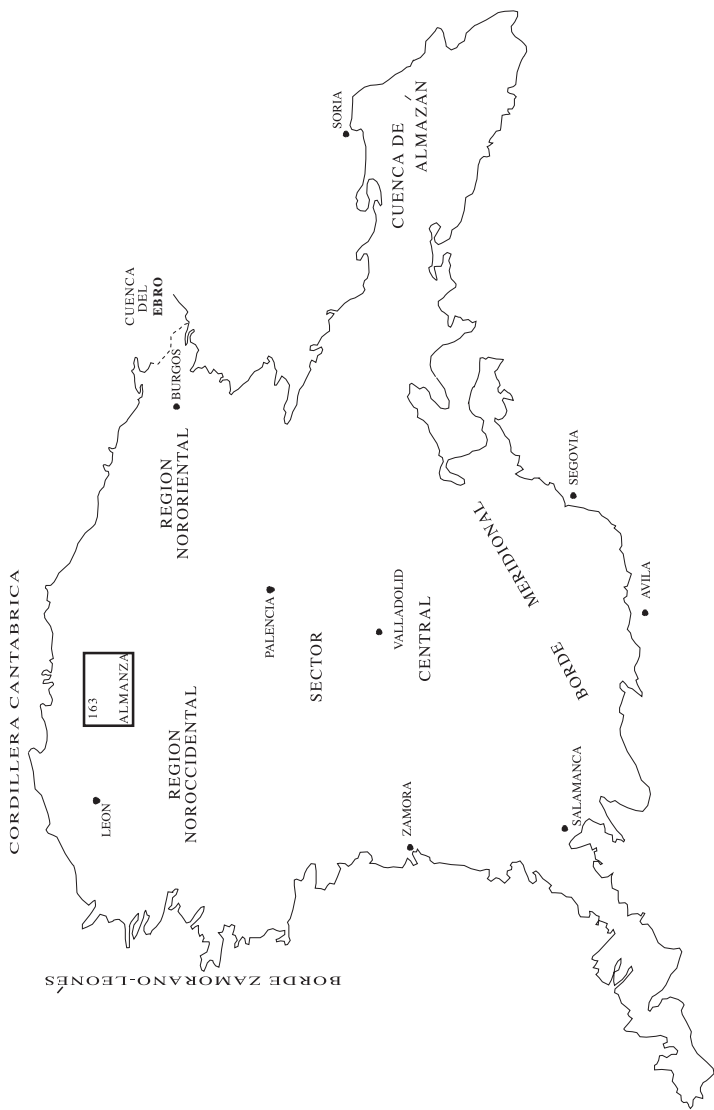 CORDILLERA CANTABRICA
163
ALMANZA
LEON
REGION
NOROCCIDENTAL
REGION
NORORIENTAL
BURGOS
CUENCA
DEL
EBRO
SORIA
CUENCA DE
ALMAZÁN
PALENCIA
SECTOR
CENTRAL
VALLADOLID
ZAMORA
BORDE ZAMORANO-LEONÉS
BORDE MERIDIONAL
SEGOVIA
AVILA
SALAMANCA